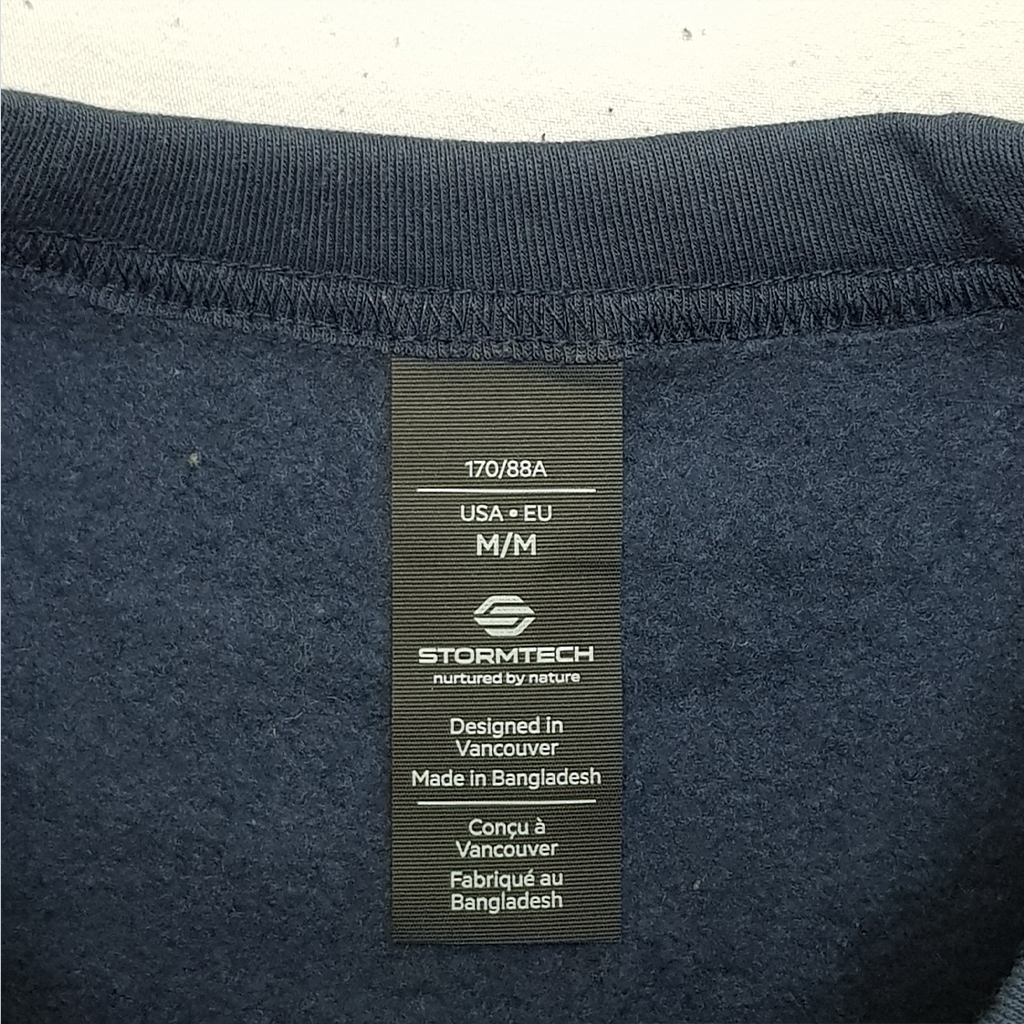 170/88A
USA • EU
M/M
STORMTECH
nurtured by nature
Designed in
Vancouver
Made in Bangladesh
Conçu à
Vancouver
Fabriqué au
Bangladesh